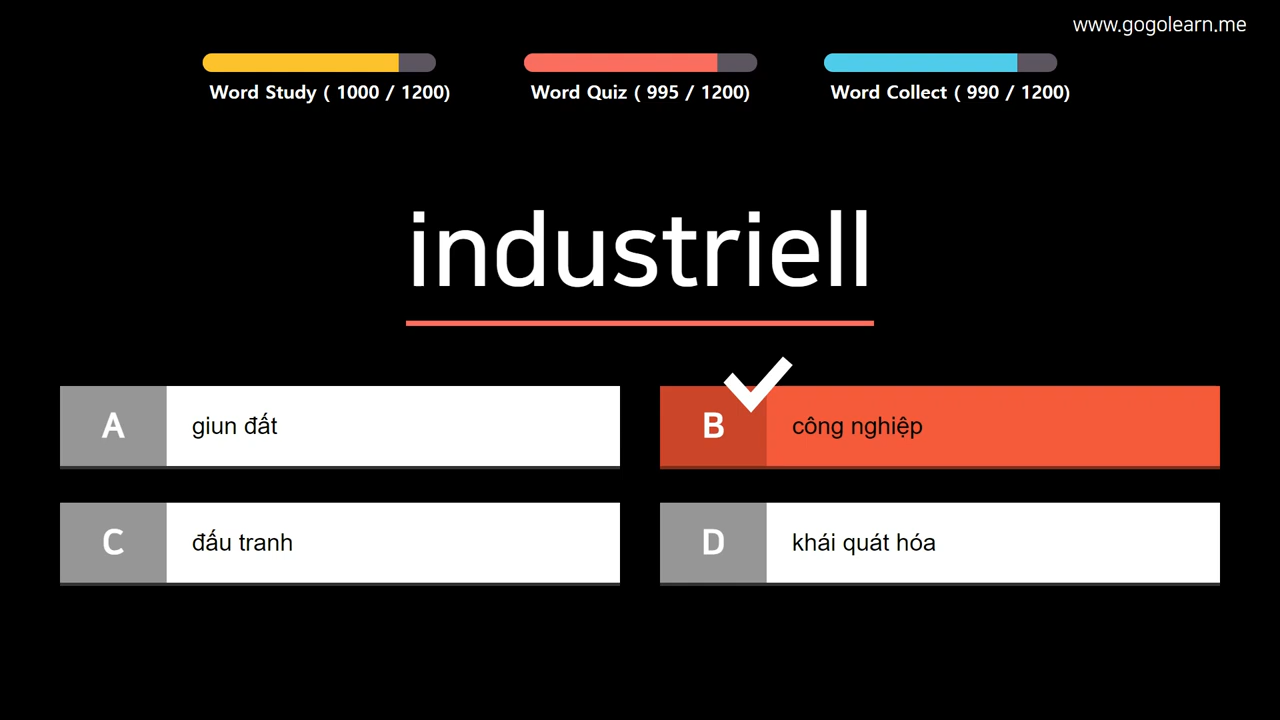 www.gogolearn.me
Word Study ( 1000 / 1200)
Word Quiz ( 995 / 1200)
Word Collect ( 990 / 1200)
industriell
A giun đất
B công nghiệp
C đấu tranh
D khái quát hóa